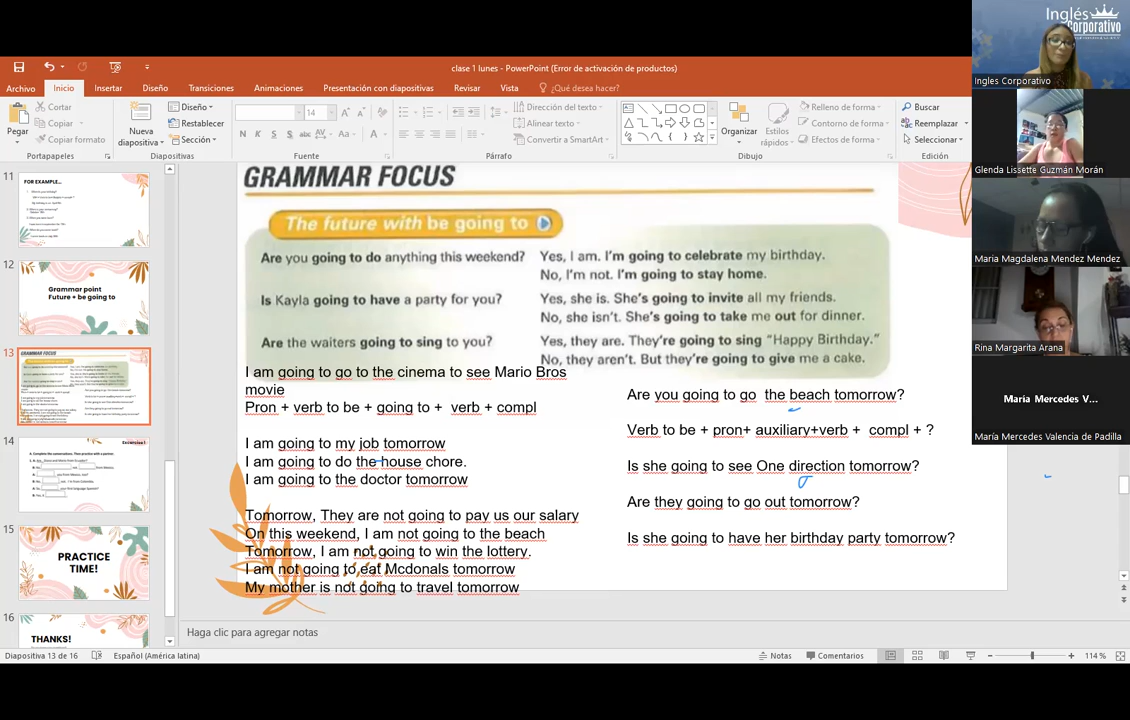 clase 1 lunes - PowerPoint (Error de activación de productos)
Archivo Inicio Insertar Diseño Transiciones Animaciones Presentación con diapositivas Revisar Vista ¿Qué desea hacer?
Pegar
Cortar
Copiar
Copiar formato
Portapapeles
Nueva diapositiva
Diseño
Restablecer
Sección
Diapositivas
14
N K S S abc AV Aa A
Fuente
Dirección del texto
Alinear texto
Convertir a SmartArt
Párrafo
Organizar
Estilos rápidos
Relleno de forma
Contorno de forma
Efectos de forma
Dibujo
Buscar
Reemplazar
Seleccionar
Edición
11
FOR EXAMPLE...
12
Grammar point
Future + be going to
13
GRAMMAR FOCUS
14
15
PRACTICE
TIME!
16
THANKS!
GRAMMAR FOCUS
The future with be going to
Are you going to do anything this weekend? Yes, I am. I'm going to celebrate my birthday.
No, I'm not. I'm going to stay home.
Is Kayla going to have a party for you? Yes, she is. She's going to invite all my friends.
No, she isn't. She's going to take me out for dinner.
Are the waiters going to sing to you? Yes, they are. They're going to sing "Happy Birthday."
No, they aren't. But they're going to give me a cake.
I am going to go to the cinema to see Mario Bros
movie
Pron + verb to be + going to + verb + compl
I am going to my job tomorrow
I am going to do the house chore.
I am going to the doctor tomorrow
Tomorrow, They are not going to pay us our salary
On this weekend, I am not going to the beach
Tomorrow, I am not going to win the lottery.
I am not going to eat Mcdonals tomorrow
My mother is not going to travel tomorrow
Are you going to go the beach tomorrow?
Verb to be + pron+ auxiliary+verb + compl + ?
Is she going to see One direction tomorrow?
Are they going to go out tomorrow?
Is she going to have her birthday party tomorrow?
Haga clic para agregar notas
Diapositiva 13 de 16 Español (América latina) Notas Comentarios 114 %
Inglés
Corporativo
Ingles Corporativo
Glenda Lissette Guzmán Morán
Maria Magdalena Mendez Mendez
Rina Margarita Arana
Maria Mercedes V...
María Mercedes Valencia de Padilla